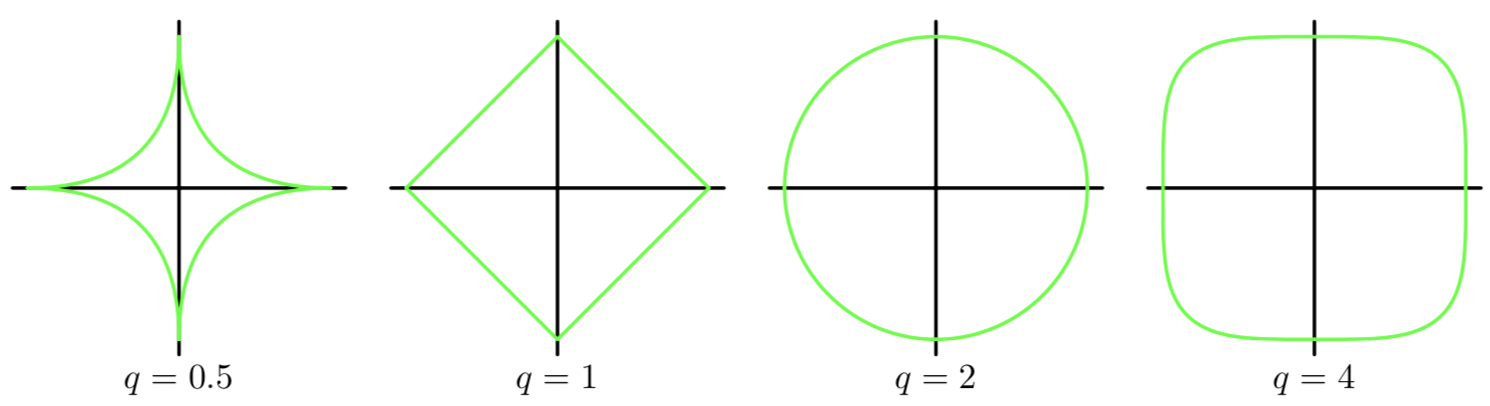 q = 0.5
q = 1
q = 2
q = 4